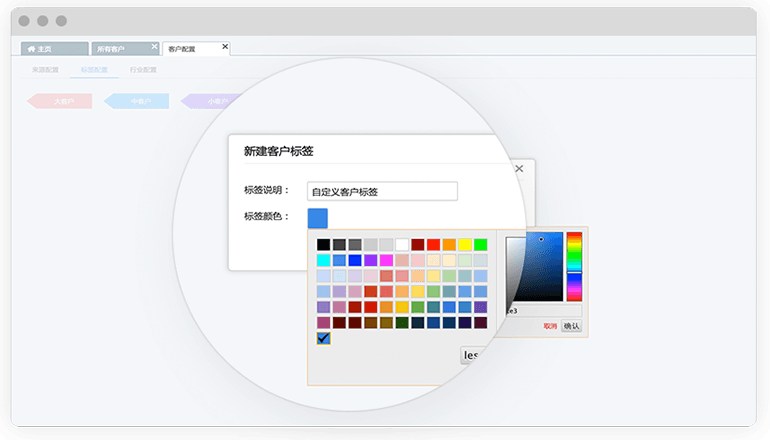 主页 所有客户 客户配置
来源配置 标签配置 行业配置
大客户 中客户 小客户
新建客户标签
标签说明： 自定义客户标签
标签颜色：
les
取消 确认